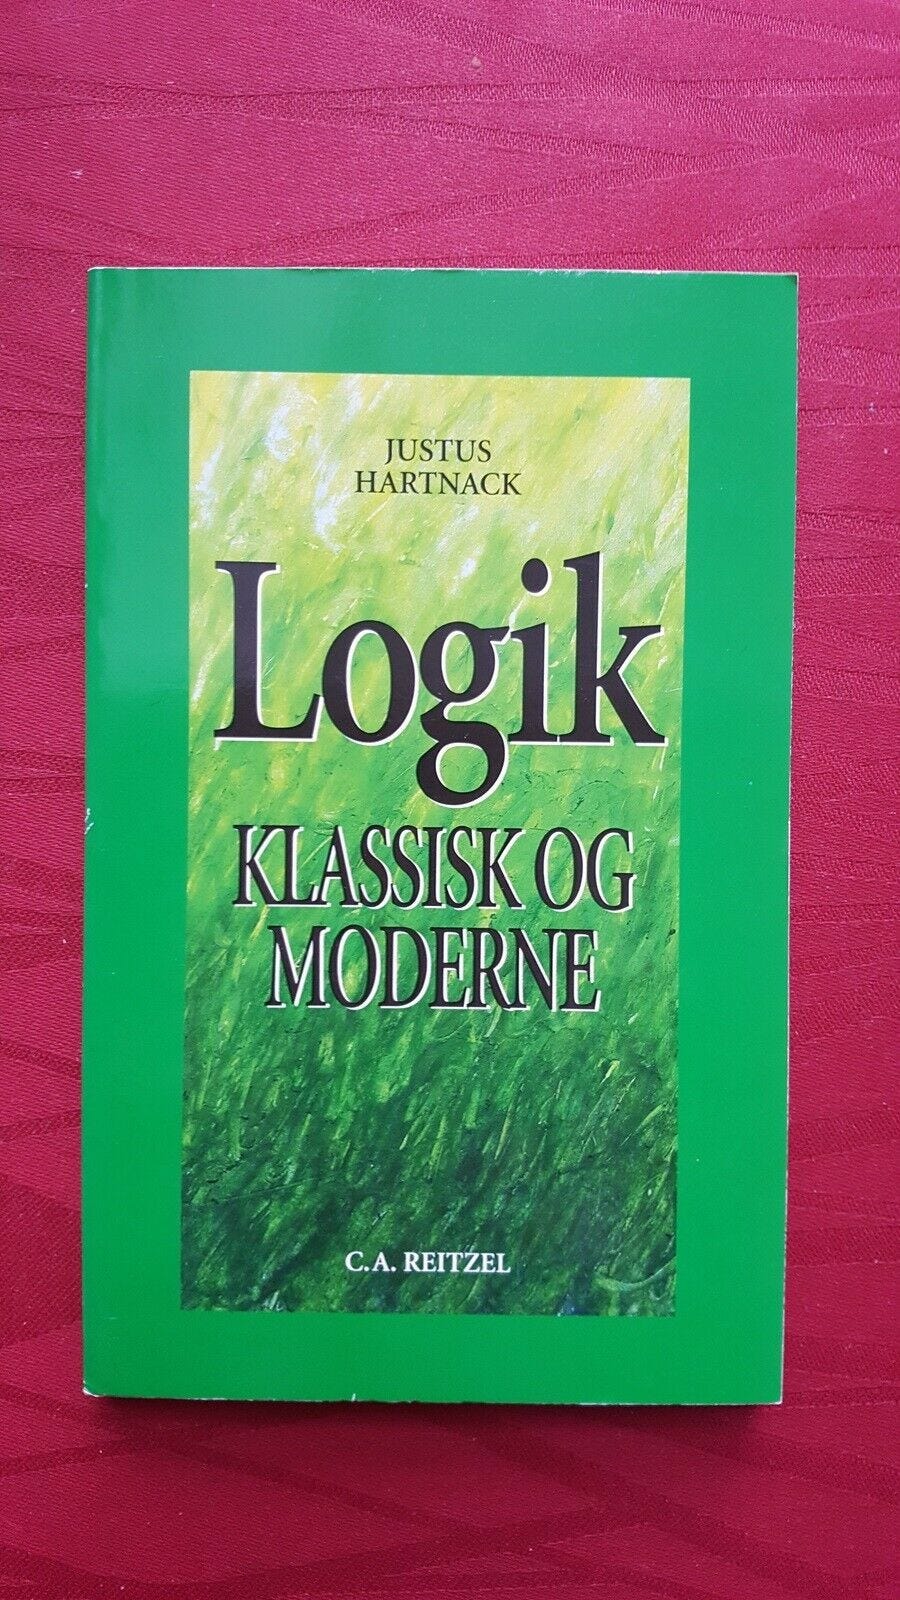 JUSTUS
HARTNACK
Logik
KLASSISK OG
MODERNE
C.A. REITZEL